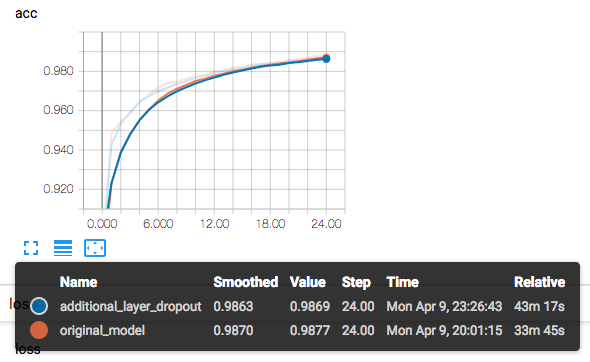 acc
0.980
0.960
0.940
0.920
0.000 6.000 12.00 18.00 24.00
Name Smoothed Value Step Time Relative
additional_layer_dropout 0.9863 0.9869 24.00 Mon Apr 9, 23:26:43 43m 17s
original_model 0.9870 0.9877 24.00 Mon Apr 9, 20:01:15 33m 45s
loss